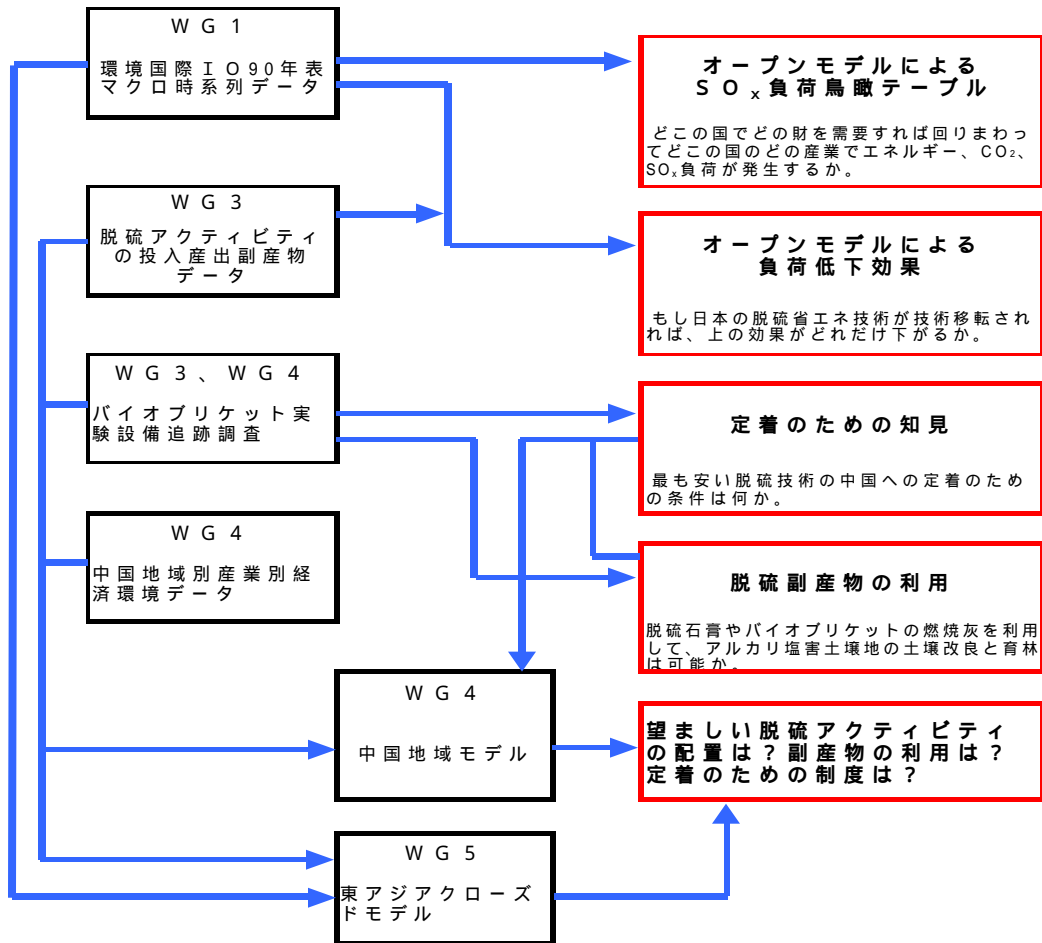 WG1
環境国際IO90年表
マクロ時系列データ
WG3
脱硫アクティビティ
の投入産出副産物
データ
WG3、WG4
バイオブリケット実
験設備追跡調査
WG4
中国地域別産業別経
済環境データ
WG4
中国地域モデル
WG5
東アジアクローズ
ドモデル
オープンモデルによる
SOx負荷鳥瞰テーブル
どこの国でどの財を需要すれば回りまわっ
てどこの国のどの産業でエネルギー、CO₂、
SOx負荷が発生するか。
オープンモデルによる
負荷低下効果
もし日本の脱硫省エネ技術が技術移転され
れば、上の効果がどれだけ下がるか。
定着のための知見
最も安い脱硫技術の中国への定着のため
の条件は何か。
脱硫副産物の利用
脱硫石膏やバイオブリケットの燃焼灰を利用
して、アルカリ塩害土壌地の土壌改良と育林
は可能か。
望ましい脱硫アクティビティ
の配置は？副産物の利用は？
定着のための制度は？